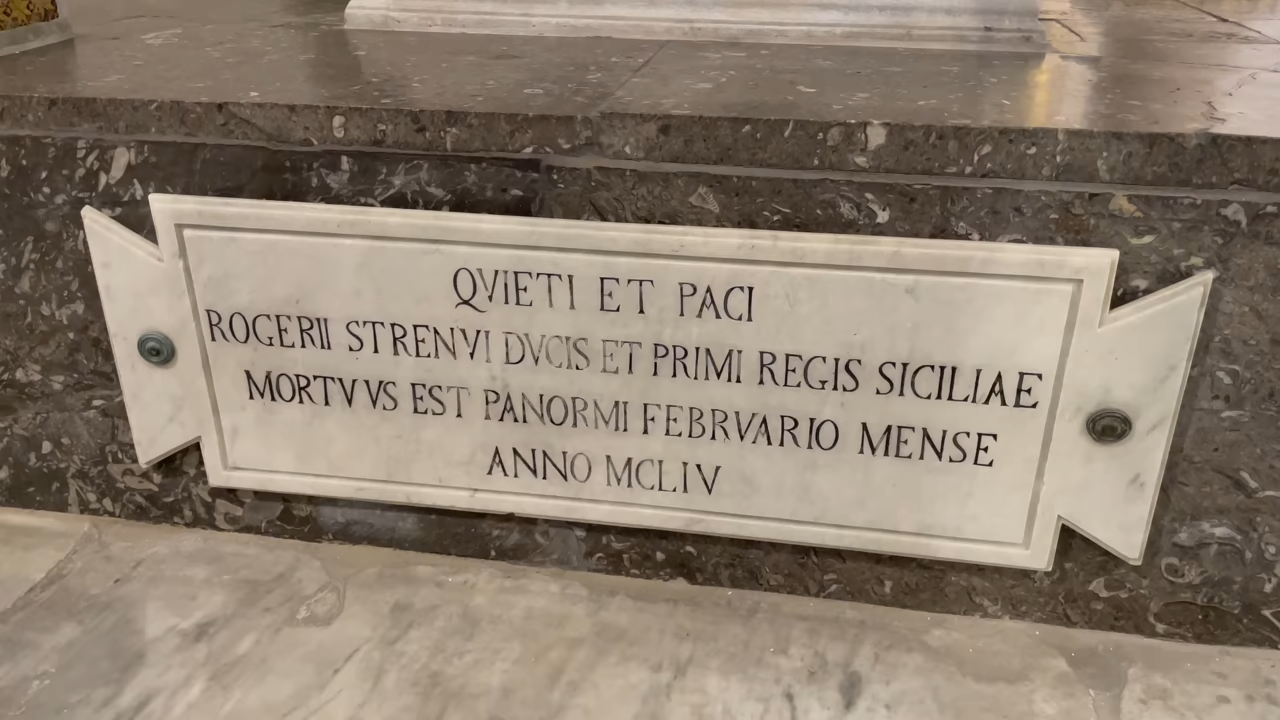 QVIETI ET PACI
ROGERII STRENVI DVCIS ET PRIMI REGIS SICILIAE
MORTVVS EST PANORMI FEBRVARIO MENSE
ANNO MCLIV